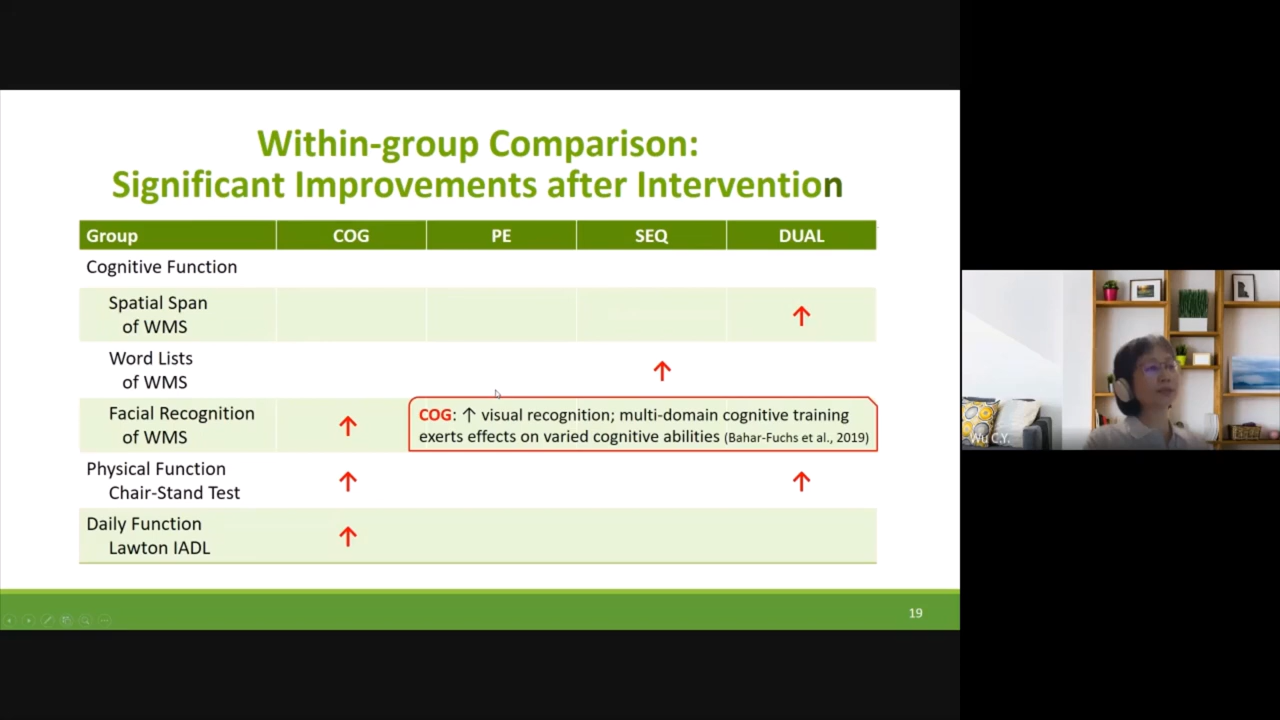 Within-group Comparison:
Significant Improvements after Intervention
Group COG PE SEQ DUAL
Cognitive Function
Spatial Span
of WMS
↑
Word Lists
of WMS
↑
Facial Recognition
of WMS
↑
COG: ↑ visual recognition; multi-domain cognitive training
exerts effects on varied cognitive abilities (Bahar-Fuchs et al., 2019)
Physical Function
Chair-Stand Test
↑ ↑
Daily Function
Lawton IADL
↑
19
Wu C.Y.